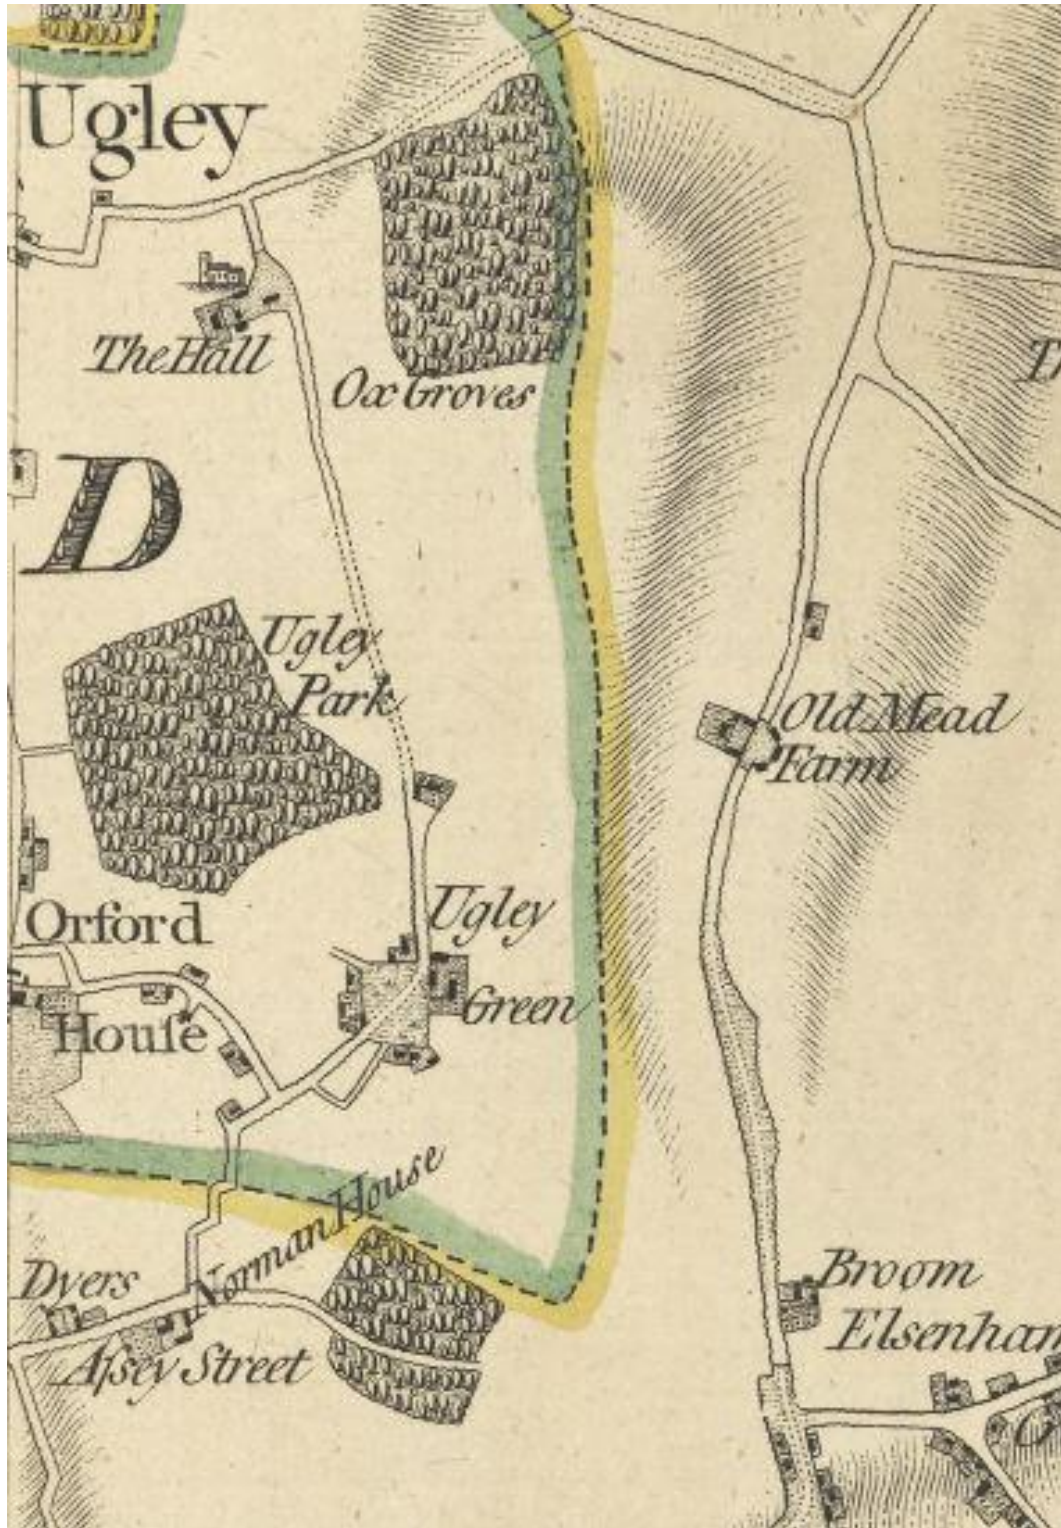 Ugley
The Hall
Ox Groves
D
Ugley
Park
Old Mead
Farm
Orford
Houſe
Ugley
Green
Norman House
Dyers
Alſey Street
Broom
Elsenham